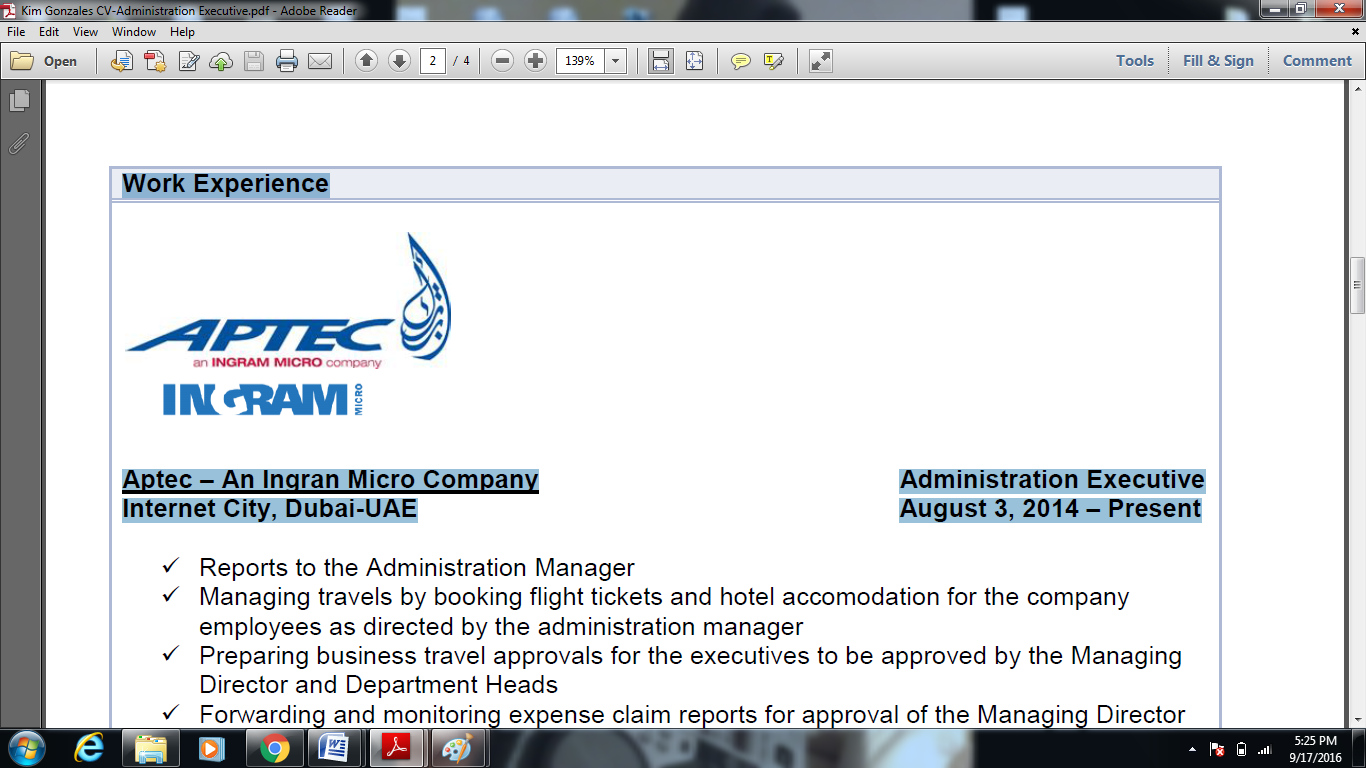 Kim Gonzales CV-Administration Executive.pdf - Adobe Reader
File Edit View Window Help
Open 2 / 4 139% Tools Fill & Sign Comment
Work Experience
APTEC
an INGRAM MICRO company
INGRAM MICRO
Aptec – An Ingran Micro Company Administration Executive
Internet City, Dubai-UAE August 3, 2014 – Present
✓ Reports to the Administration Manager
✓ Managing travels by booking flight tickets and hotel accomodation for the company
employees as directed by the administration manager
✓ Preparing business travel approvals for the executives to be approved by the Managing
Director and Department Heads
✓ Forwarding and monitoring expense claim reports for approval of the Managing Director
5:25 PM
9/17/2016